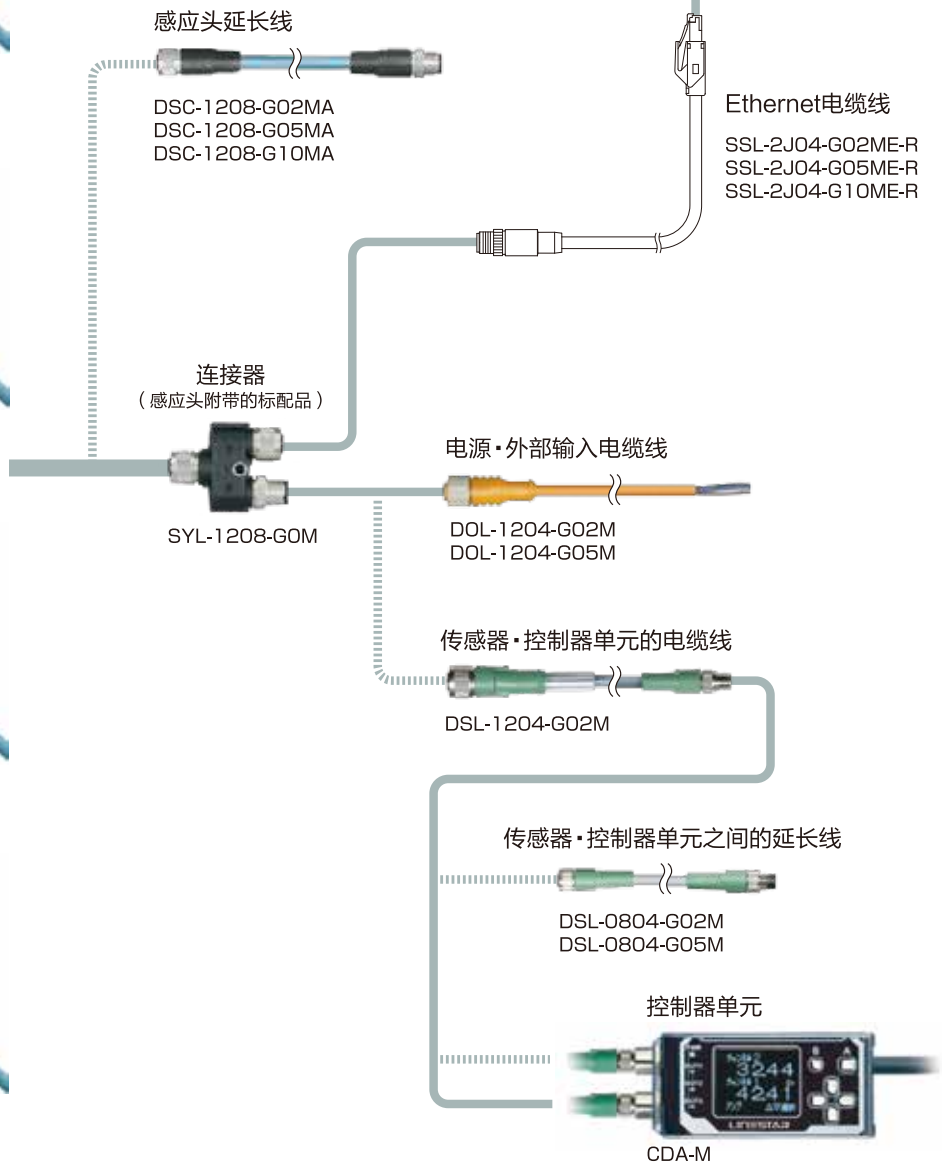 感应头延长线
DSC-1208-G02MA
DSC-1208-G05MA
DSC-1208-G10MA
Ethernet电缆线
SSL-2J04-G02ME-R
SSL-2J04-G05ME-R
SSL-2J04-G10ME-R
连接器
（感应头附带的标配品）
SYL-1208-G0M
电源・外部输入电缆线
DOL-1204-G02M
DOL-1204-G05M
传感器・控制器单元的电缆线
DSL-1204-G02M
传感器・控制器单元之间的延长线
DSL-0804-G02M
DSL-0804-G05M
控制器单元
B A
3244
4241
CDA-M